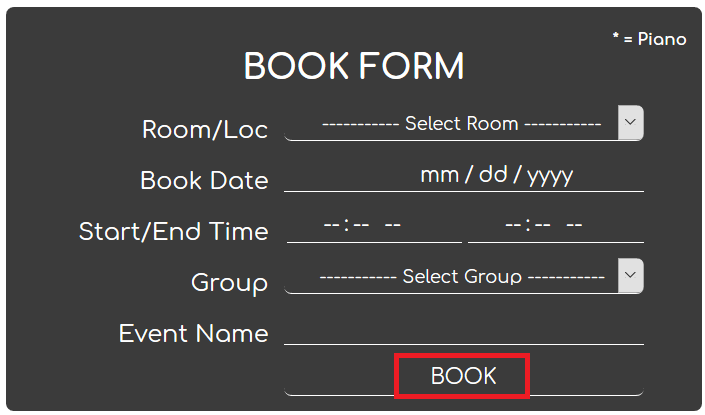 * = Piano
BOOK FORM
Room/Loc ----------- Select Room -----------
Book Date mm / dd / yyyy
Start/End Time --:-- -- --:-- --
Group ----------- Select Group -----------
Event Name
BOOK